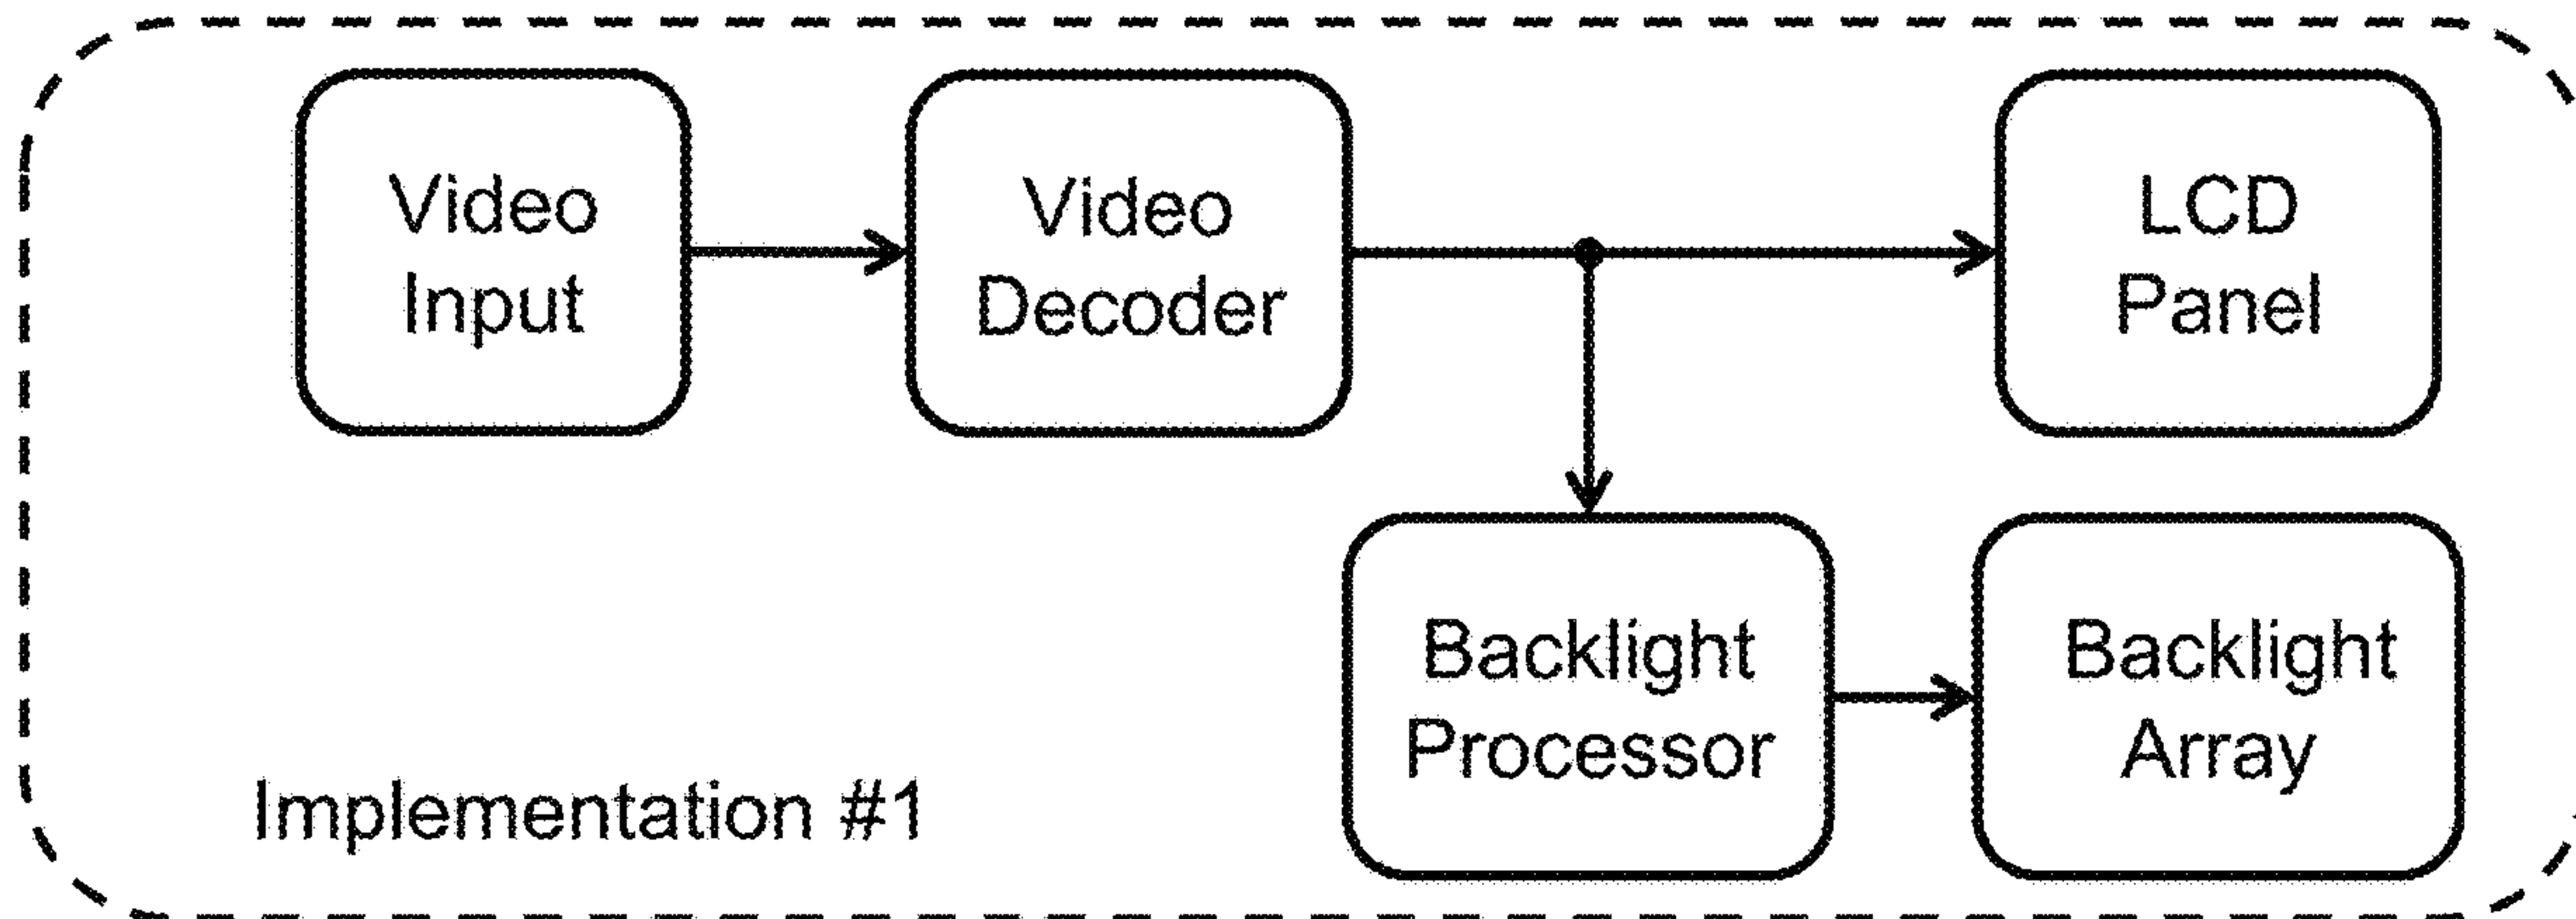 Video
Input
Video
Decoder
LCD
Panel
Backlight
Processor
Backlight
Array
Implementation #1